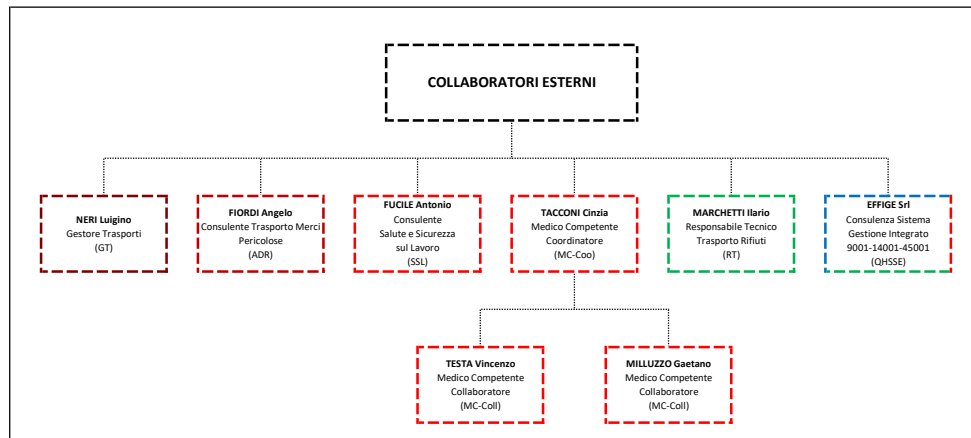 COLLABORATORI ESTERNI
NERI Luigino
Gestore Trasporti
(GT)
FIORDI Angelo
Consulente Trasporto Merci
Pericolose
(ADR)
FUCILE Antonio
Consulente
Salute e Sicurezza
sul Lavoro
(SSL)
TACCONI Cinzia
Medico Competente
Coordinatore
(MC-Coo)
MARCHETTI Ilario
Responsabile Tecnico
Trasporto Rifiuti
(RT)
EFFIGE Srl
Consulenza Sistema
Gestione Integrato
9001-14001-45001
(QHSSE)
TESTA Vincenzo
Medico Competente
Collaboratore
(MC-Coll)
MILLUZZO Gaetano
Medico Competente
Collaboratore
(MC-Coll)